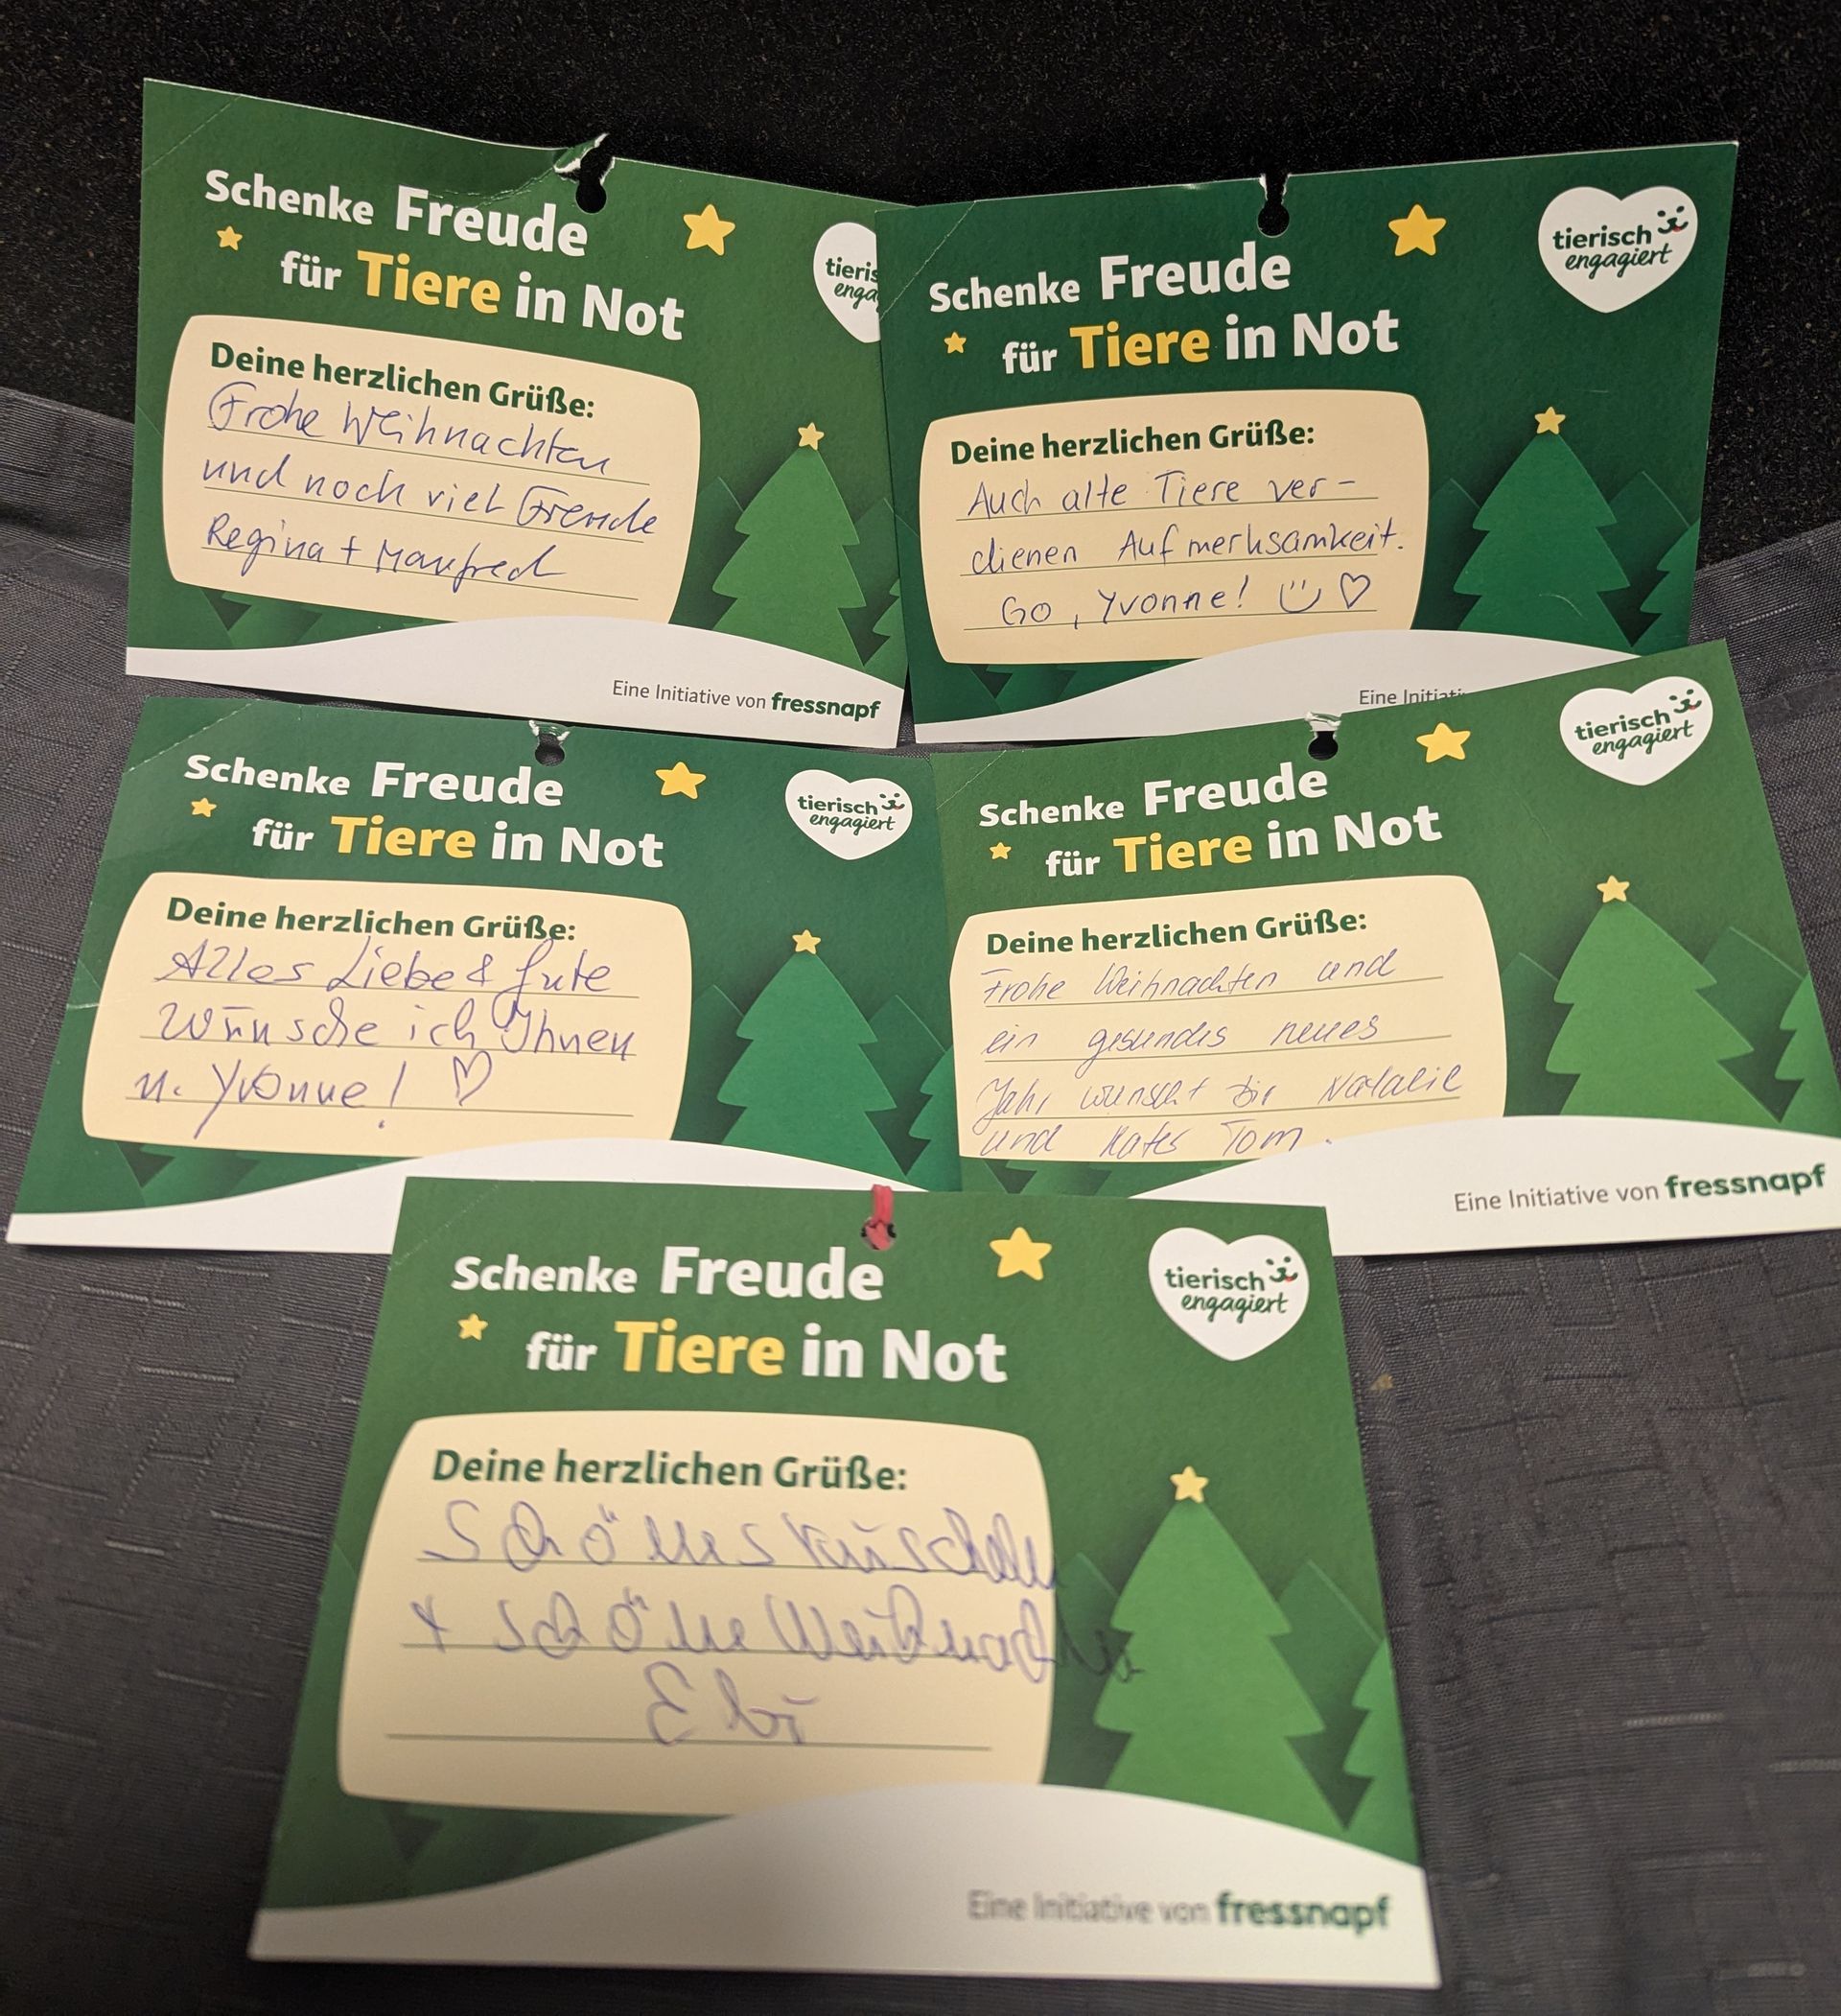 Schenke Freude
für Tiere in Not
tieris
enga
Deine herzlichen Grüße:
Frohe Weihnachten
und noch viel Freude
Regina + Manfred
Eine Initiative von fressnapf
Schenke Freude
für Tiere in Not
tierisch
engagiert
Deine herzlichen Grüße:
Auch alte Tiere ver-
dienen Aufmerksamkeit.
Go, Yvonne!
Eine Initiati
Schenke Freude
für Tiere in Not
tierisch
engagiert
Deine herzlichen Grüße:
Alles Liebe & Gute
wünsche ich Ihnen
u. Yvonne!
Schenke Freude
für Tiere in Not
tierisch
engagiert
Deine herzlichen Grüße:
Frohe Weihnachten und
ein gesundes neues
Jahr wünscht dir Natalie
und Kater Tom.
Eine Initiative von fressnapf
Schenke Freude
für Tiere in Not
tierisch
engagiert
Deine herzlichen Grüße:
Schönes Kuscheln
+ schöne Weihnachten
Eine Initiative von fressnapf